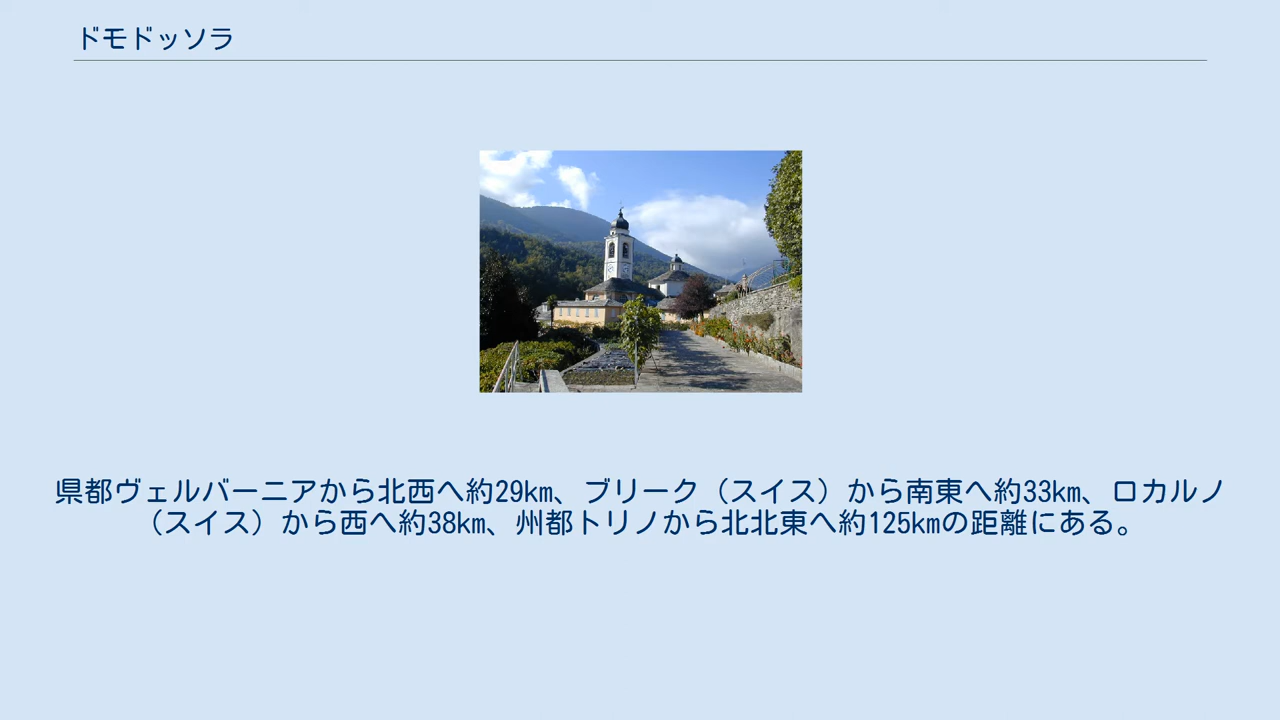 ドモドッソラ
県都ヴェルバーニアから北西へ約29km、ブリーク（スイス）から南東へ約33km、ロカルノ
（スイス）から西へ約38km、州都トリノから北北東へ約125kmの距離にある。